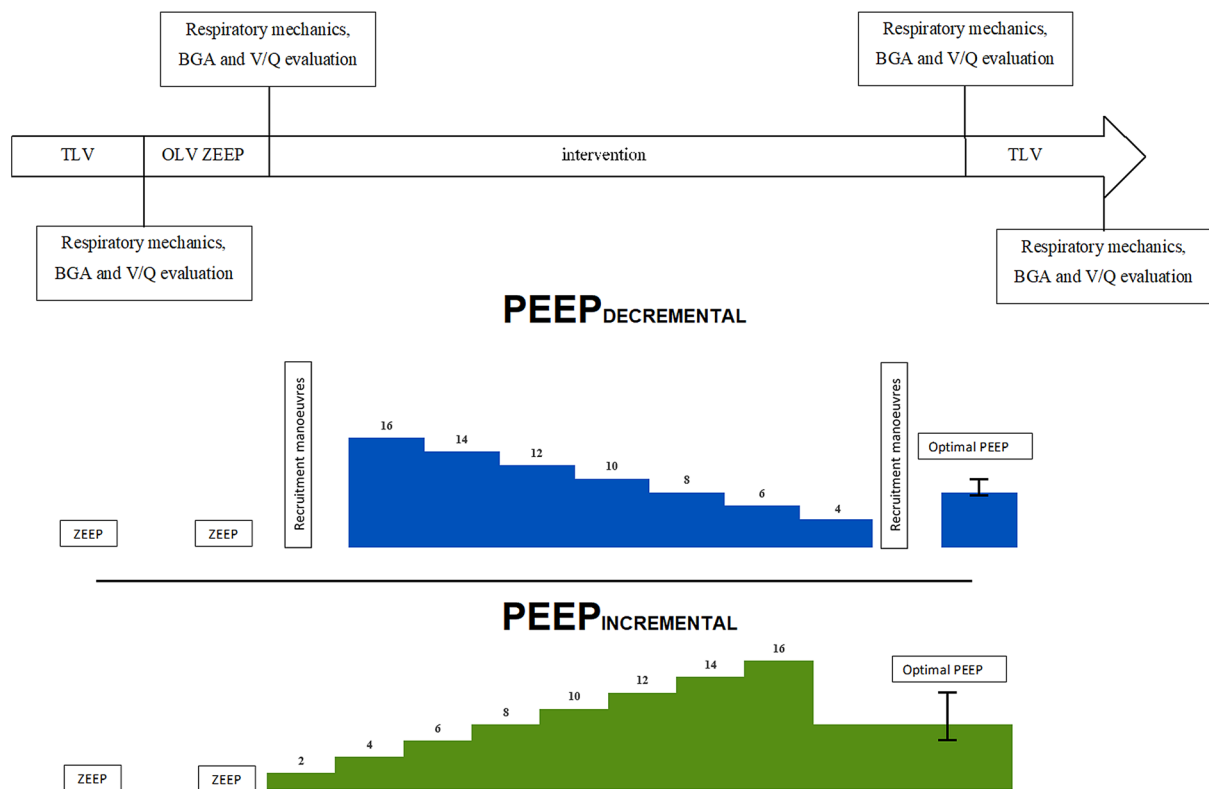 Respiratory mechanics,
BGA and V/Q evaluation
Respiratory mechanics,
BGA and V/Q evaluation
TLV
OLV ZEEP
intervention
TLV
Respiratory mechanics,
BGA and V/Q evaluation
Respiratory mechanics,
BGA and V/Q evaluation
PEEPDECREMENTAL
Recruitment manoeuvres
16
14
12
10
8
6
4
Recruitment manoeuvres
Optimal PEEP
ZEEP
ZEEP
PEEPINCREMENTAL
16
14
12
10
8
6
4
2
Optimal PEEP
ZEEP
ZEEP